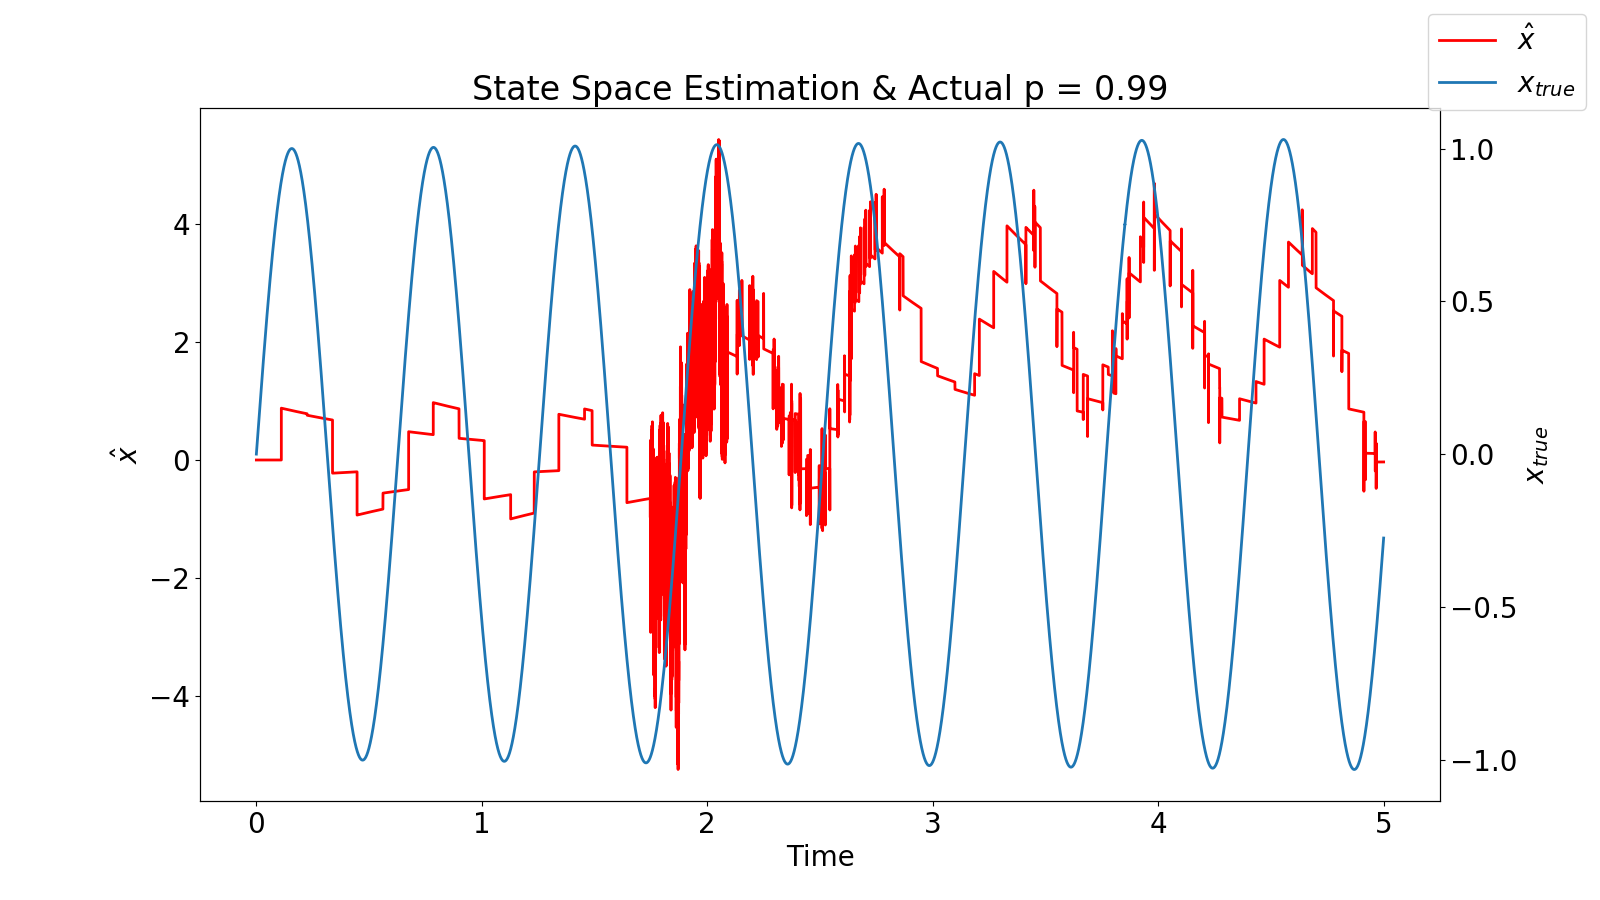 State Space Estimation & Actual p = 0.99
x̂
x_true
4
2
0
−2
−4
x̂
1.0
0.5
0.0
−0.5
−1.0
x_true
0 1 2 3 4 5
Time